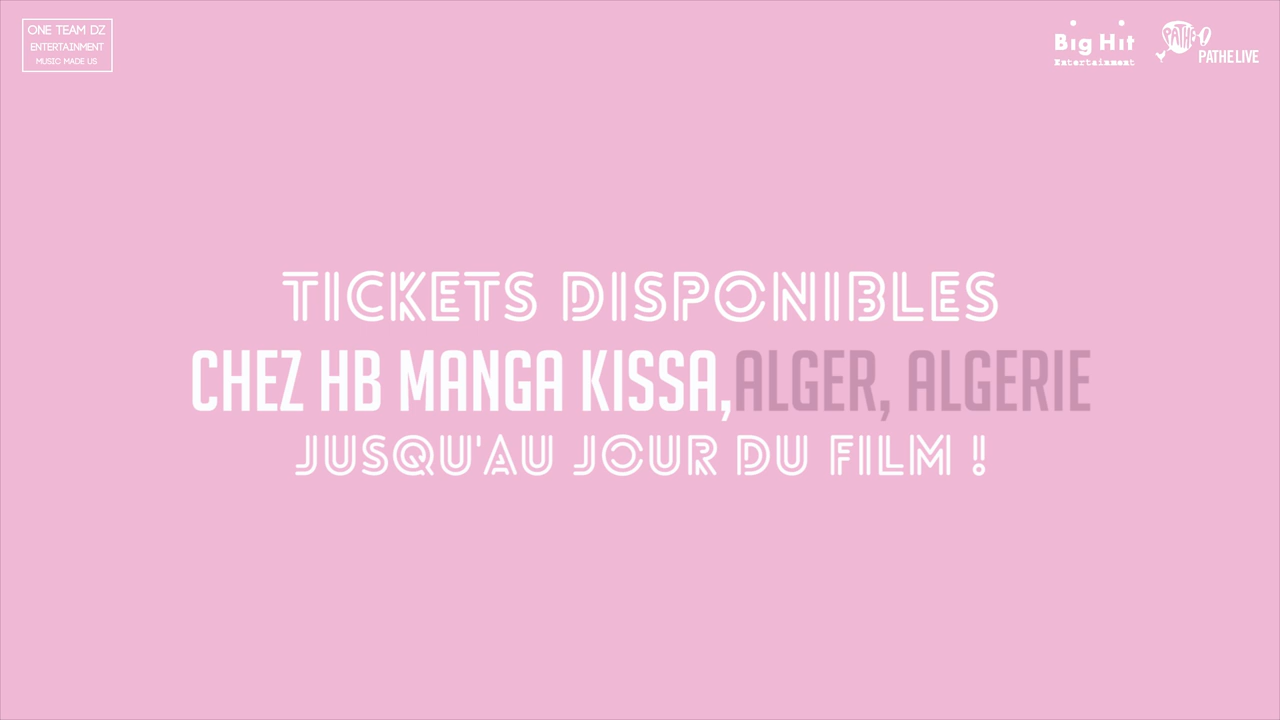 ONE TEAM DZ
ENTERTAINMENT
MUSIC MADE US
Big Hit
Entertainment
PATHE
PATHE LIVE
TICKETS DISPONIBLES
CHEZ HB MANGA KISSA, ALGER, ALGERIE
JUSQU'AU JOUR DU FILM !